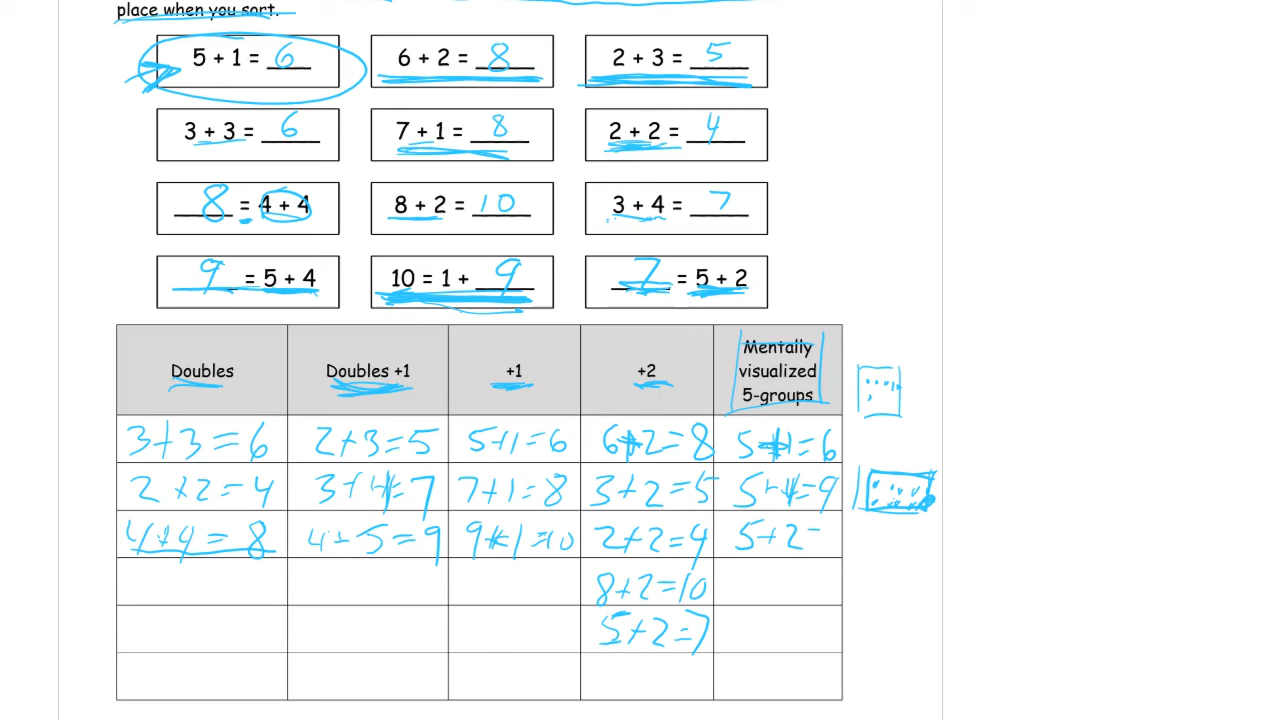 place when you sort.
5 + 1 = 6 6 + 2 = 8 2 + 3 = 5
3 + 3 = 6 7 + 1 = 8 2 + 2 = 4
8 = 4 + 4 8 + 2 = 10 3 + 4 = 7
9 = 5 + 4 10 = 1 + 9 7 = 5 + 2
Doubles Doubles +1 +1 +2 Mentally visualized 5-groups
3+3=6 2+3=5 5+1=6 6+2=8 5+1=6
2+2=4 3+4=7 7+1=8 3+2=5 5+4=9
4+4=8 4+5=9 9+1=10 2+2=4 5+2=
8+2=10
5+2=7